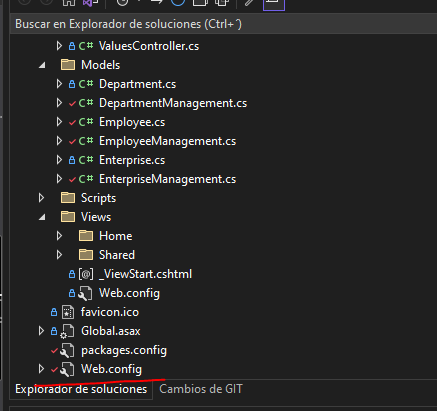 Buscar en Explorador de soluciones (Ctrl+´)
C# ValuesController.cs
Models
C# Department.cs
C# DepartmentManagement.cs
C# Employee.cs
C# EmployeeManagement.cs
C# Enterprise.cs
C# EnterpriseManagement.cs
Scripts
Views
Home
Shared
[@] _ViewStart.cshtml
Web.config
favicon.ico
Global.asax
packages.config
Web.config
Explorador de soluciones Cambios de GIT